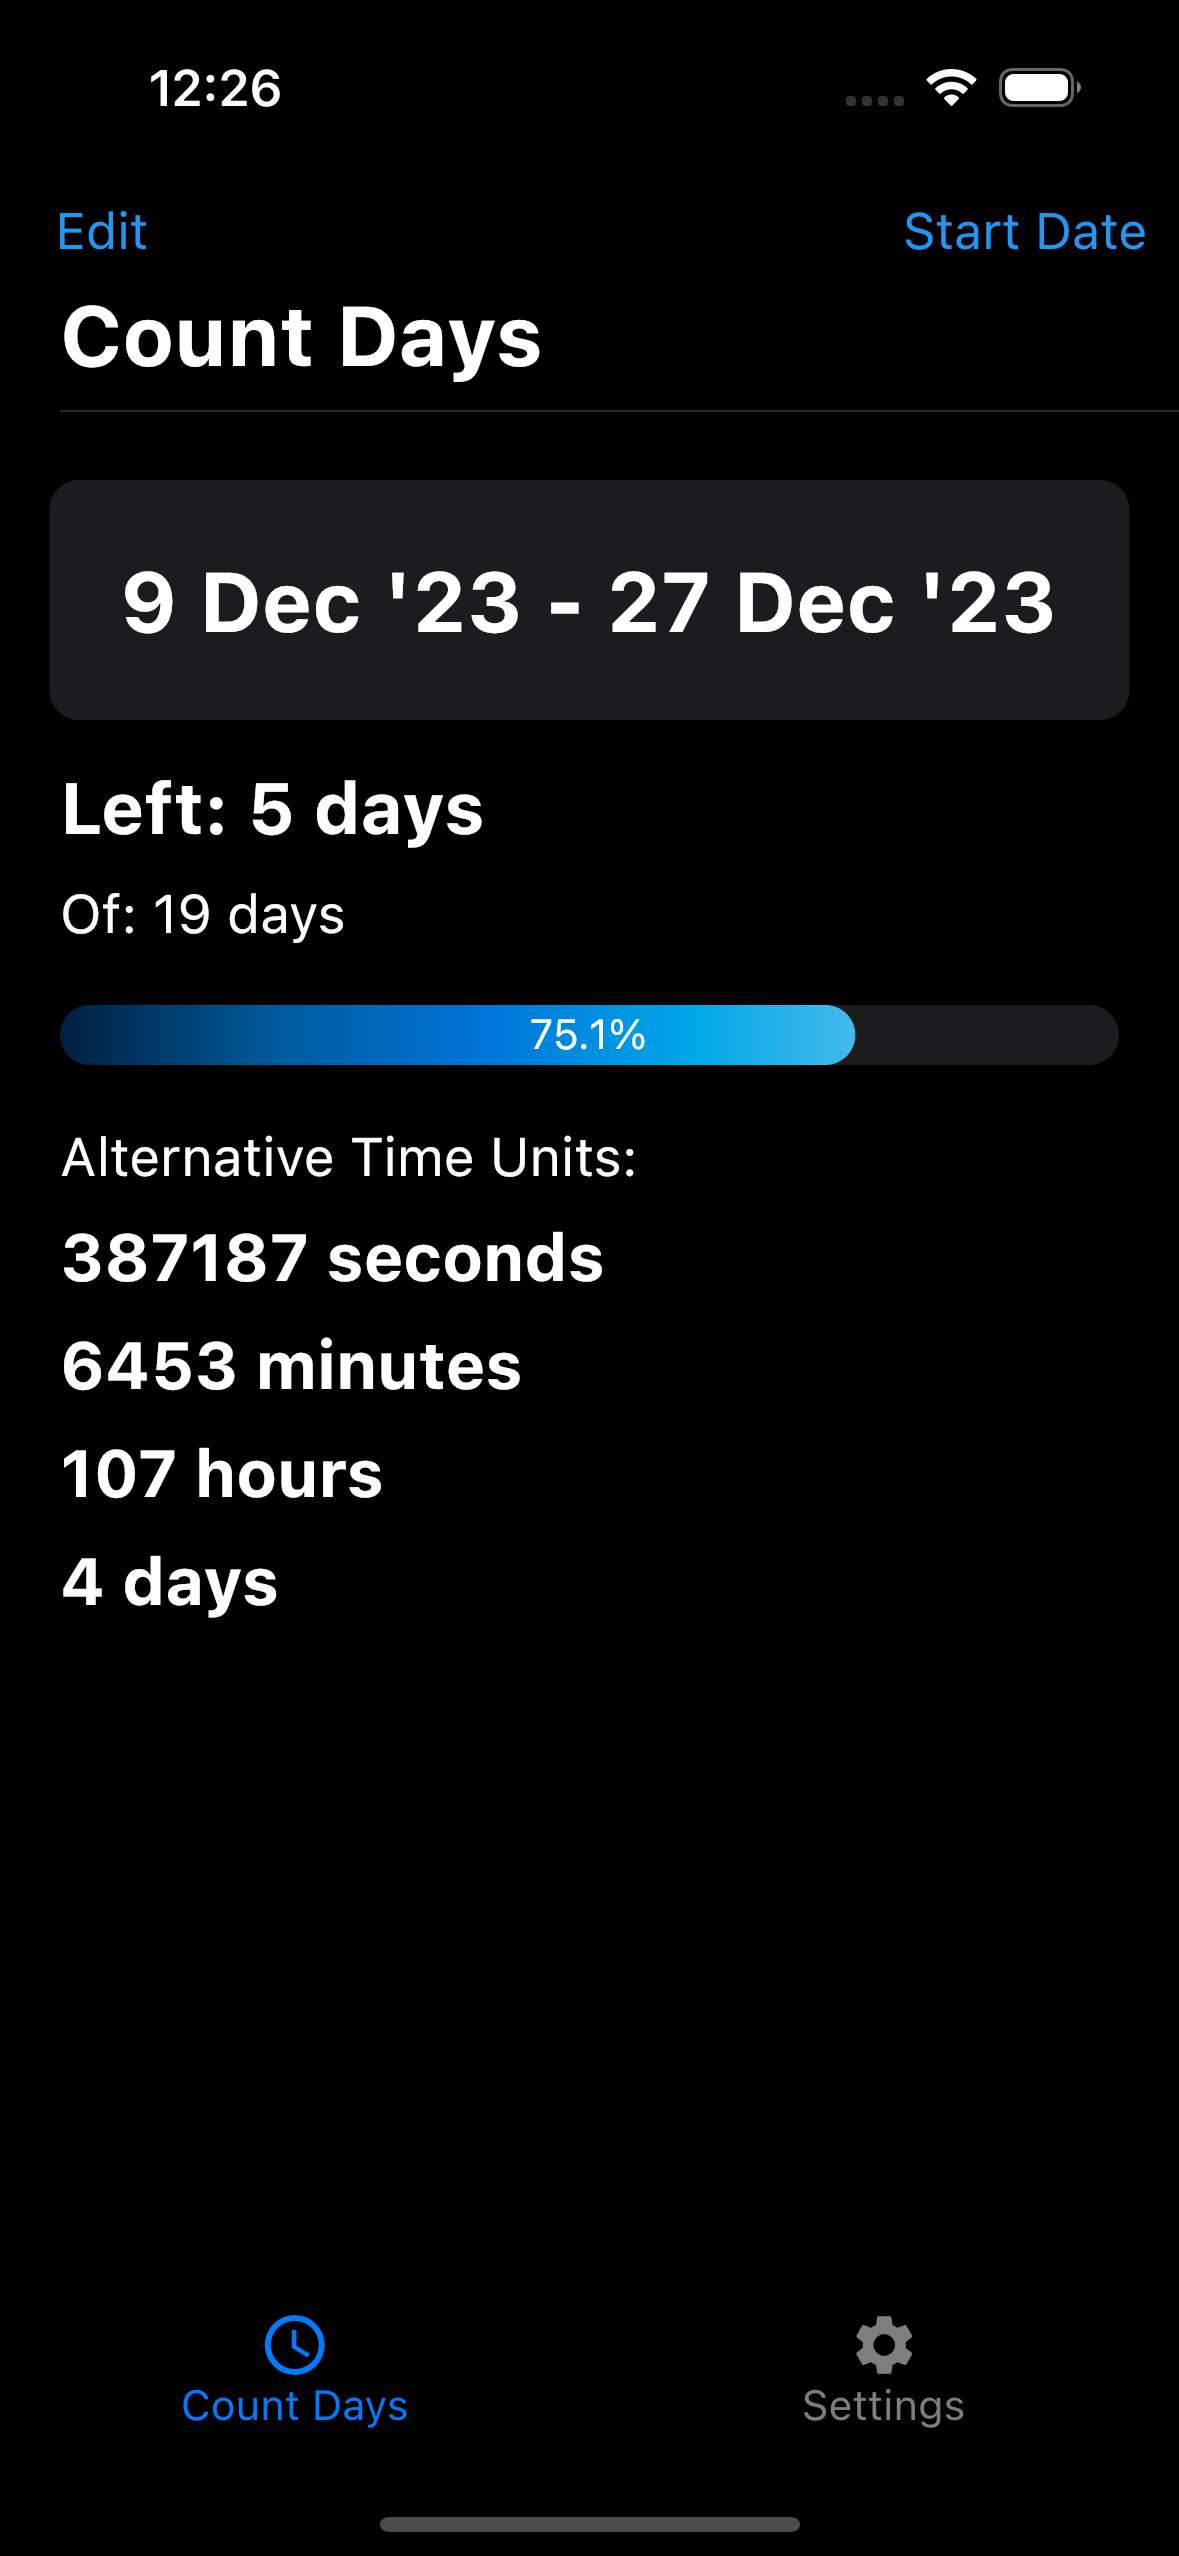 12:26
Edit
Start Date
Count Days
9 Dec '23 - 27 Dec '23
Left: 5 days
Of: 19 days
75.1%
Alternative Time Units:
387187 seconds
6453 minutes
107 hours
4 days
Count Days
Settings